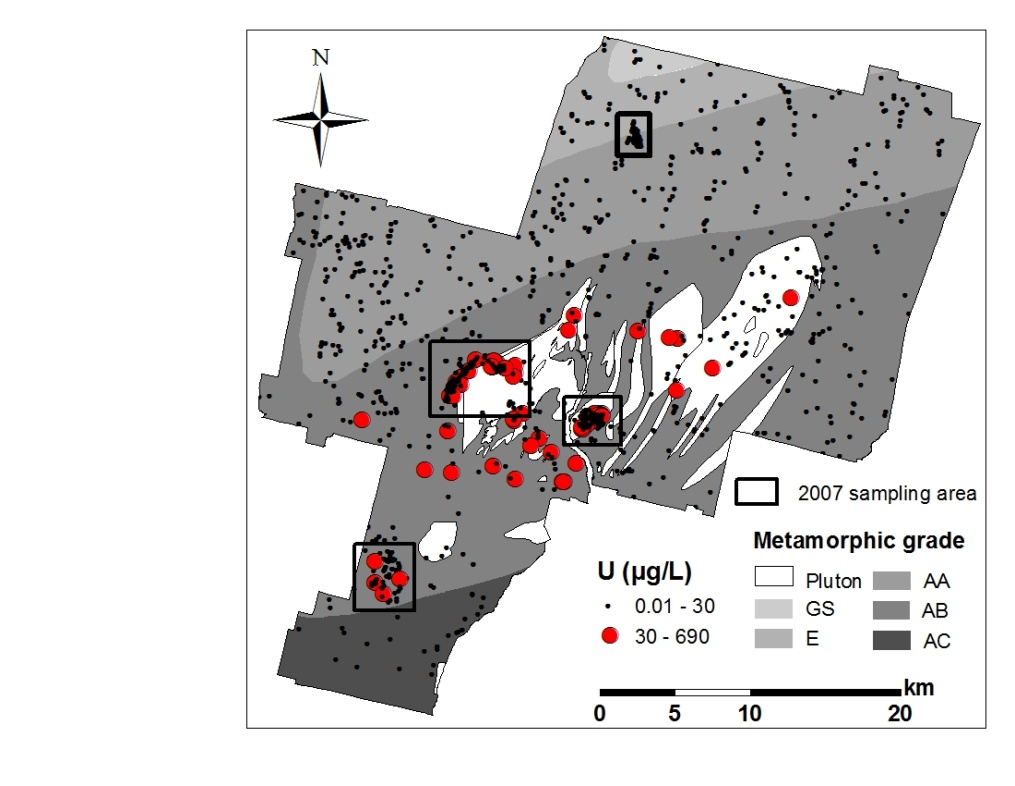 N
2007 sampling area
Metamorphic grade
U (µg/L)
Pluton
AA
0.01 - 30
GS
AB
30 - 690
E
AC
km
0 5 10 20